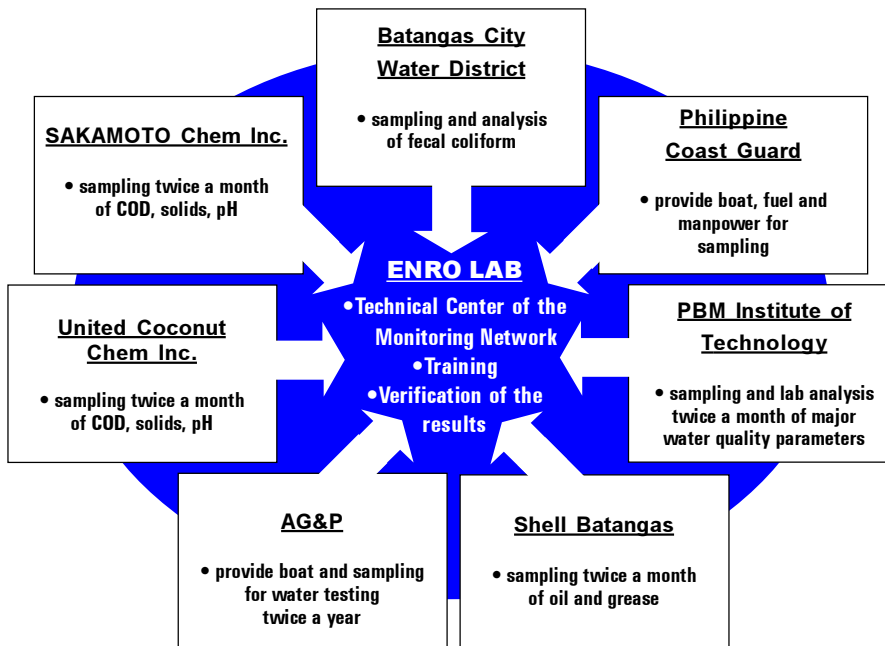 Batangas City
Water District
• sampling and analysis
of fecal coliform
SAKAMOTO Chem Inc.
• sampling twice a month
of COD, solids, pH
Philippine
Coast Guard
• provide boat, fuel and
manpower for
sampling
ENRO LAB
•Technical Center of the
Monitoring Network
•Training
•Verification of the
results
United Coconut
Chem Inc.
• sampling twice a month
of COD, solids, pH
PBM Institute of
Technology
• sampling and lab analysis
twice a month of major
water quality parameters
AG&P
• provide boat and sampling
for water testing
twice a year
Shell Batangas
• sampling twice a month
of oil and grease